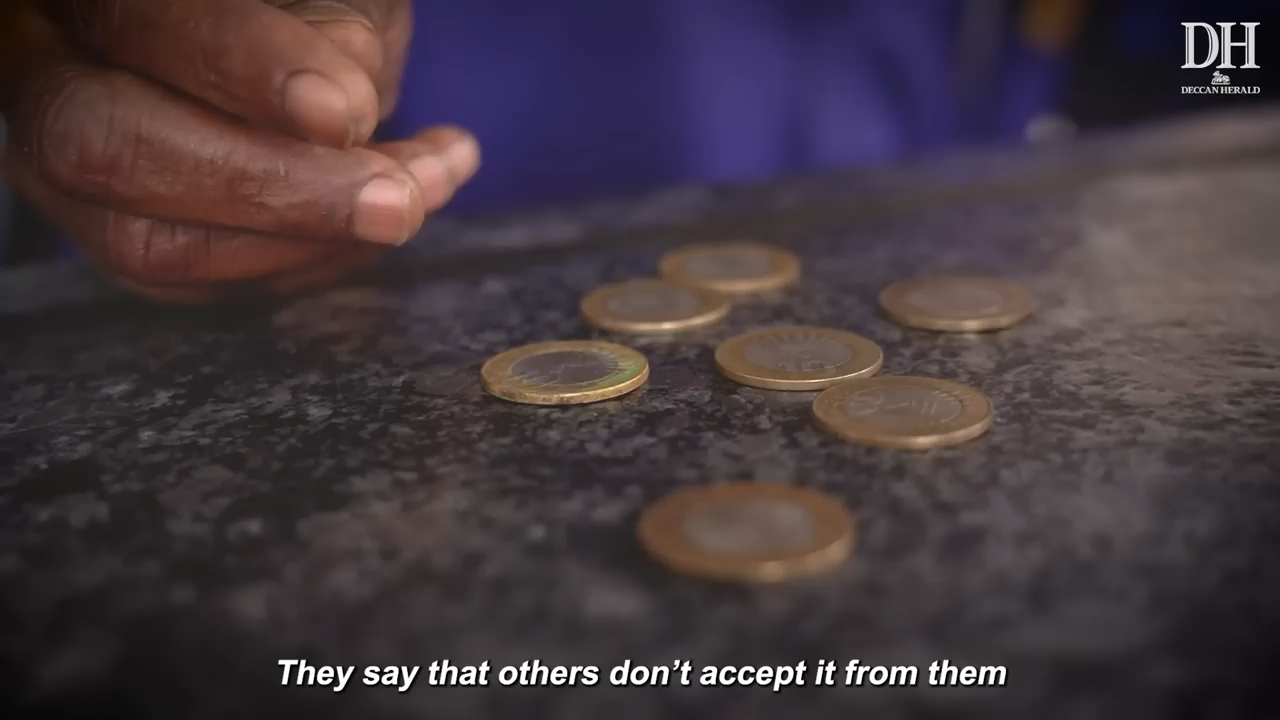 DH
DECCAN HERALD
They say that others don't accept it from them